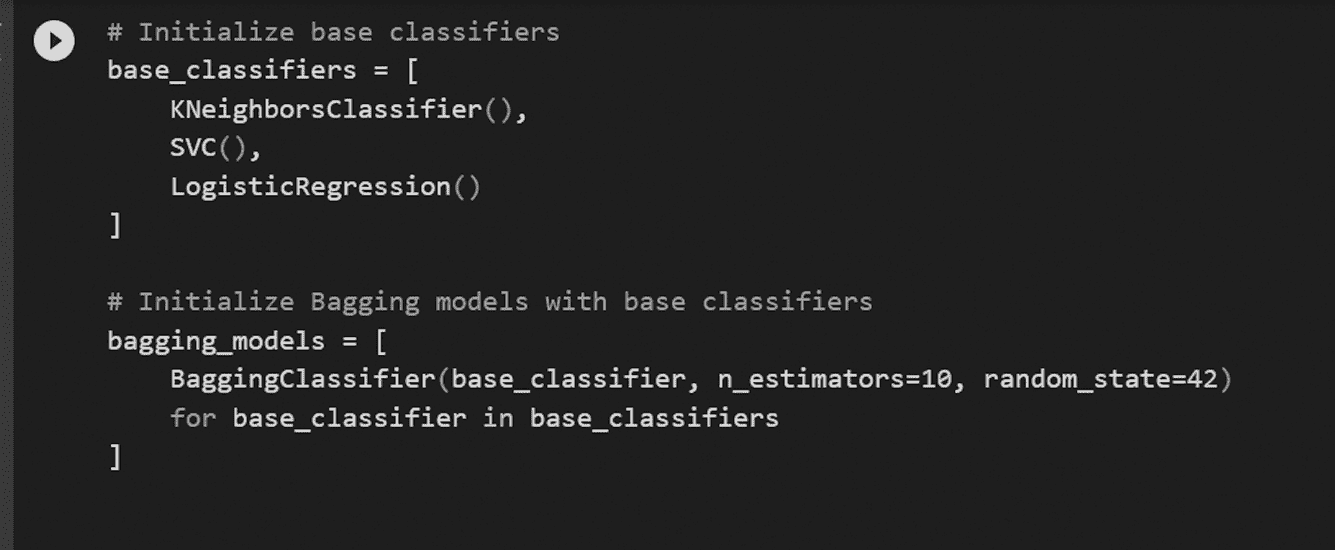 # Initialize base classifiers
base_classifiers = [
    KNeighborsClassifier(),
    SVC(),
    LogisticRegression()
]
# Initialize Bagging models with base classifiers
bagging_models = [
    BaggingClassifier(base_classifier, n_estimators=10, random_state=42)
    for base_classifier in base_classifiers
]